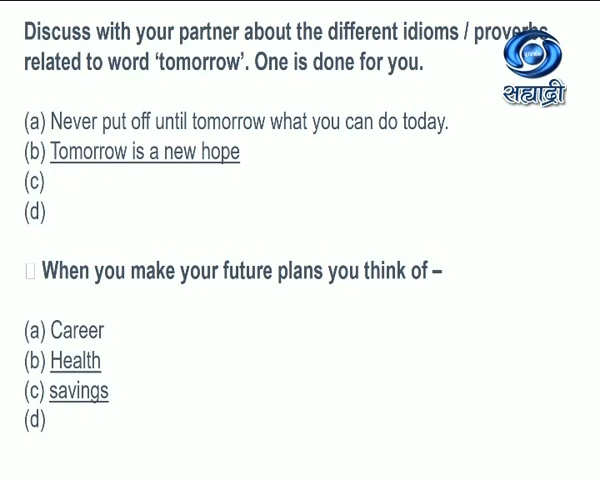 Discuss with your partner about the different idioms / proverbs
related to word ‘tomorrow’. One is done for you.
(a) Never put off until tomorrow what you can do today.
(b) Tomorrow is a new hope
(c)
(d)
When you make your future plans you think of –
(a) Career
(b) Health
(c) savings
(d)
सह्याद्री